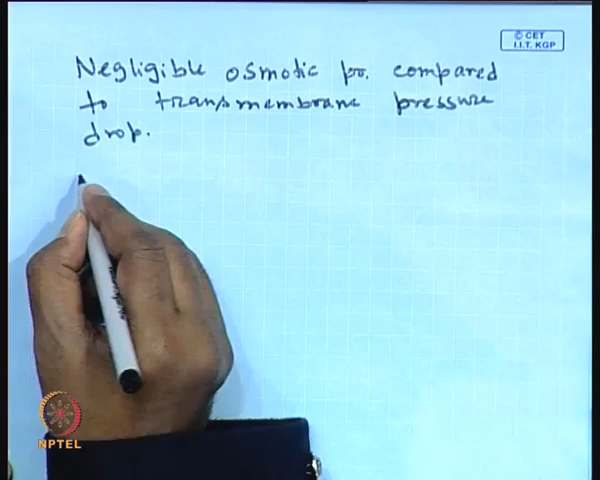 © CET
I.I.T. KGP
Negligible osmotic pr. compared
to transmembrane pressure
drop.
NPTEL